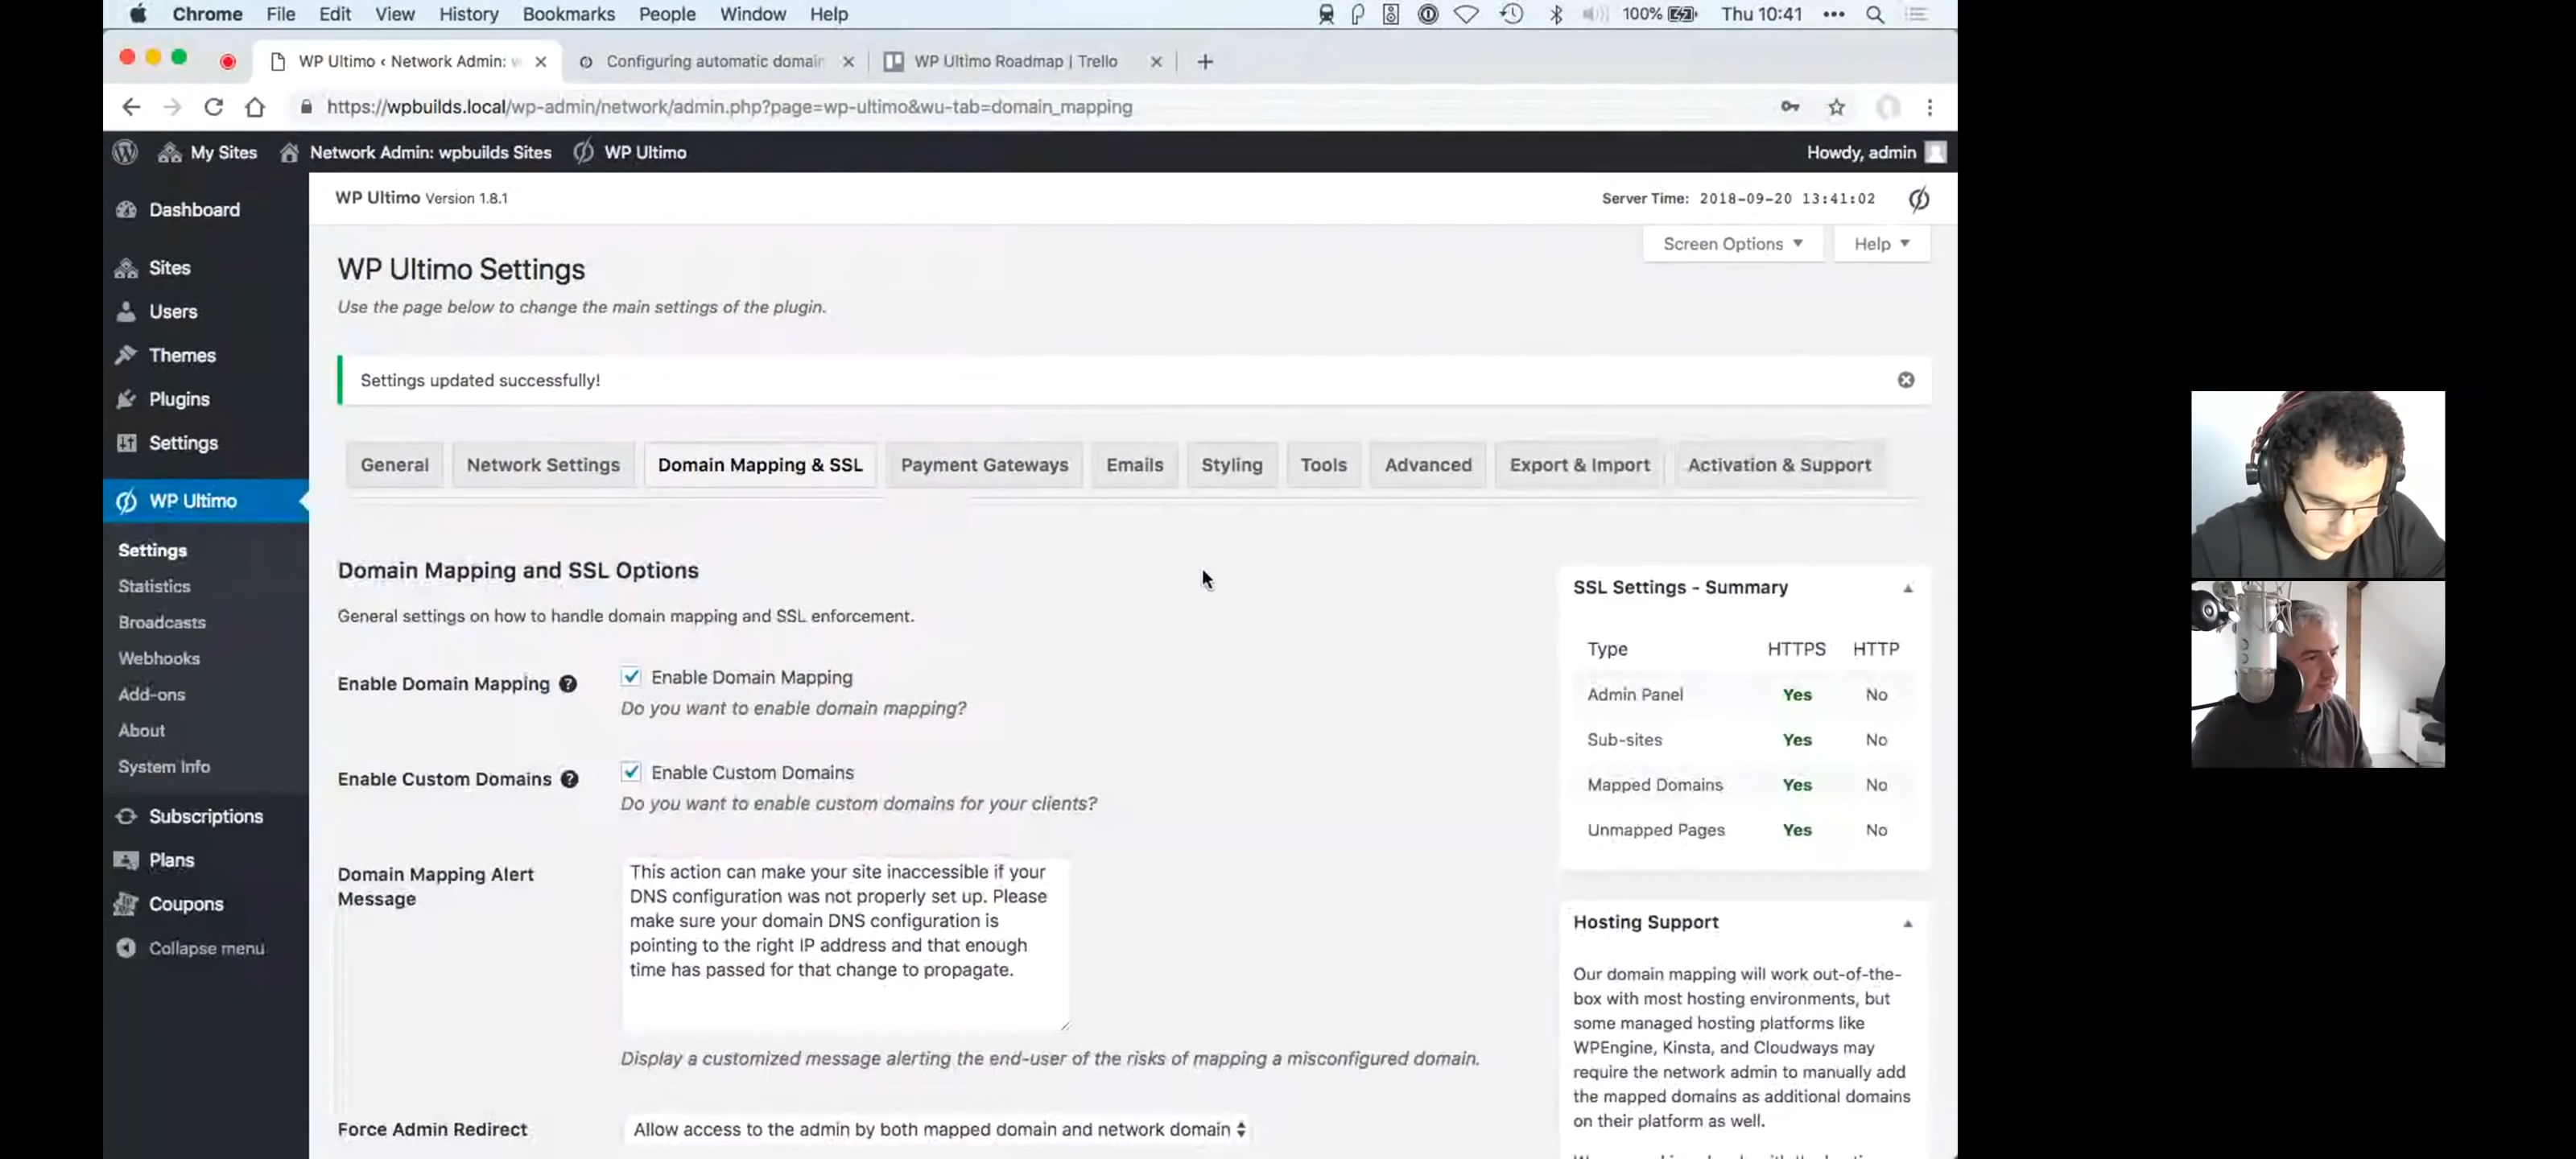 Chrome File Edit View History Bookmarks People Window Help 100% Thu 10:41
WP Ultimo ‹ Network Admin: Configuring automatic domain WP Ultimo Roadmap | Trello
https://wpbuilds.local/wp-admin/network/admin.php?page=wp-ultimo&wu-tab=domain_mapping
My Sites Network Admin: wpbuilds Sites WP Ultimo Howdy, admin
WP Ultimo Version 1.8.1 Server Time: 2018-09-20 13:41:02
Screen Options Help
Dashboard
Sites
Users
Themes
Plugins
Settings
WP Ultimo
Settings
Statistics
Broadcasts
Webhooks
Add-ons
About
System Info
Subscriptions
Plans
Coupons
Collapse menu
WP Ultimo Settings
Use the page below to change the main settings of the plugin.
Settings updated successfully!
General Network Settings Domain Mapping & SSL Payment Gateways Emails Styling Tools Advanced Export & Import Activation & Support
Domain Mapping and SSL Options
General settings on how to handle domain mapping and SSL enforcement.
Enable Domain Mapping ? Enable Domain Mapping
Do you want to enable domain mapping?
Enable Custom Domains ? Enable Custom Domains
Do you want to enable custom domains for your clients?
Domain Mapping Alert
Message
This action can make your site inaccessible if your
DNS configuration was not properly set up. Please
make sure your domain DNS configuration is
pointing to the right IP address and that enough
time has passed for that change to propagate.
Display a customized message alerting the end-user of the risks of mapping a misconfigured domain.
Force Admin Redirect Allow access to the admin by both mapped domain and network domain
SSL Settings - Summary
Type HTTPS HTTP
Admin Panel Yes No
Sub-sites Yes No
Mapped Domains Yes No
Unmapped Pages Yes No
Hosting Support
Our domain mapping will work out-of-the-
box with most hosting environments, but
some managed hosting platforms like
WPEngine, Kinsta, and Cloudways may
require the network admin to manually add
the mapped domains as additional domains
on their platform as well.